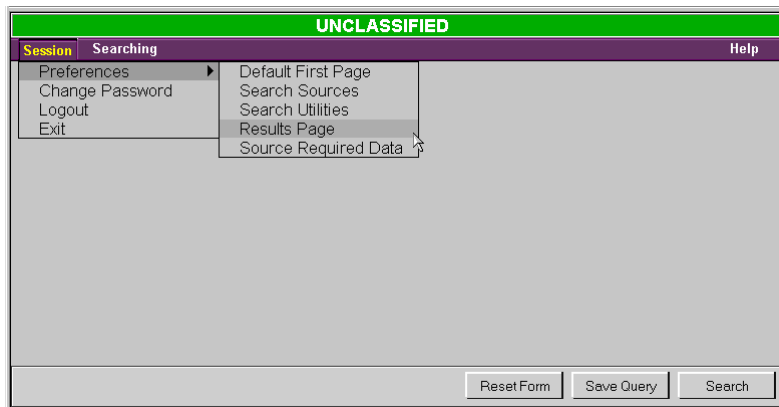 UNCLASSIFIED
Session Searching Help
Preferences Default First Page
Change Password Search Sources
Logout Search Utilities
Exit Results Page
Source Required Data
Reset Form Save Query Search